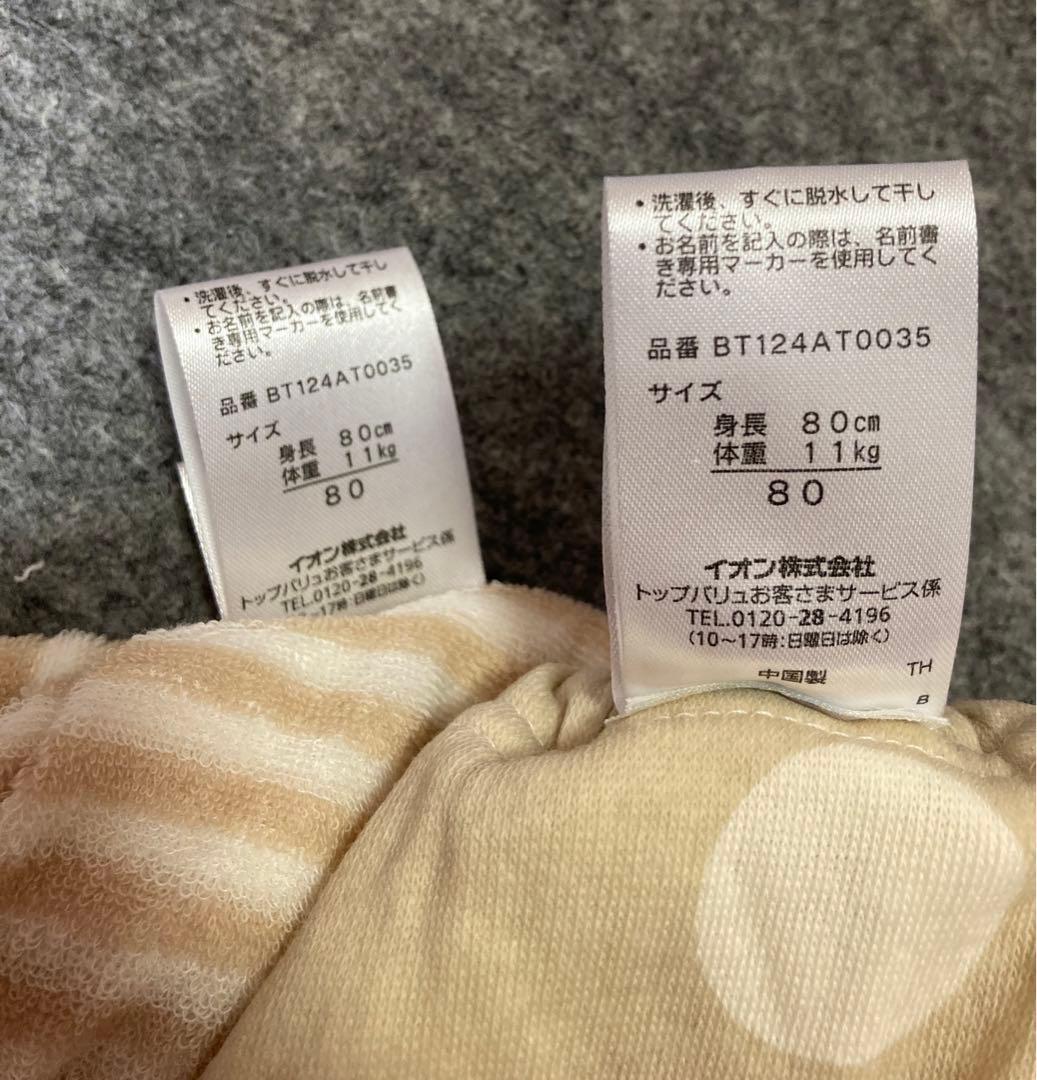 ・洗濯後、すぐに脱水して干し
てください。
・お名前を記入の際は、名前書
き専用マーカーを使用してく
ださい。
品番 BT124AT0035
サイズ
身長 80cm
体重 11kg
80
イオン株式会社
トップバリュお客さまサービス係
TEL.0120-28-4196
17時:日曜日は除く)
・洗濯後、すぐに脱水して干し
てください。
・お名前を記入の際は、名前書
き専用マーカーを使用してく
ださい。
品番 BT124AT0035
サイズ
身長 80cm
体重 11kg
80
イオン株式会社
トップバリュお客さまサービス係
TEL.0120-28-4196
(10〜17時:日曜日は除く)
中国製 TH
B